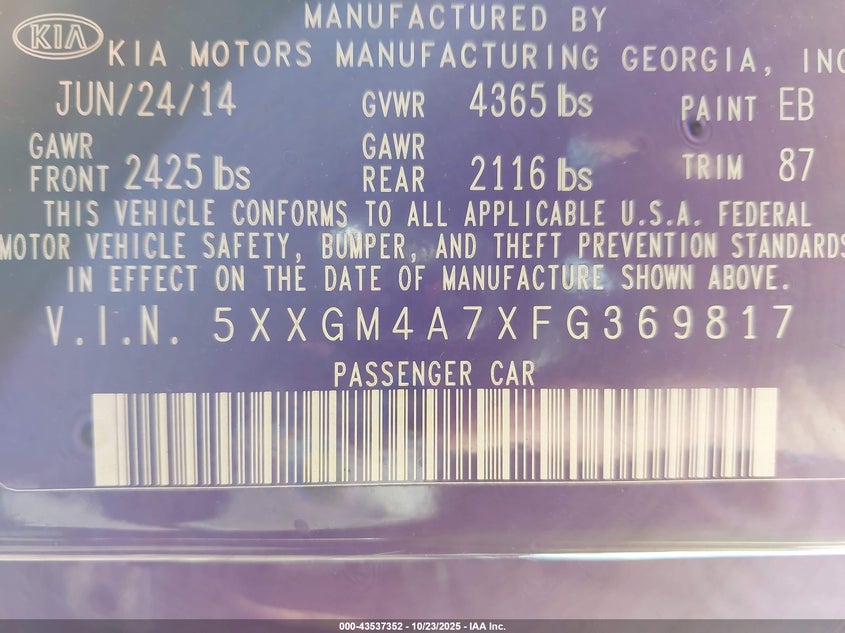 MANUFACTURED BY
KIA KIA MOTORS MANUFACTURING GEORGIA, INC
JUN/24/14 GVWR 4365 lbs PAINT EB
GAWR FRONT 2425 lbs GAWR REAR 2116 lbs TRIM 87
THIS VEHICLE CONFORMS TO ALL APPLICABLE U.S.A. FEDERAL
MOTOR VEHICLE SAFETY, BUMPER, AND THEFT PREVENTION STANDARDS
IN EFFECT ON THE DATE OF MANUFACTURE SHOWN ABOVE.
V.I.N. 5XXGM4A7XFG369817
PASSENGER CAR
000-43537352 | 10/23/2025 - IAA Inc.